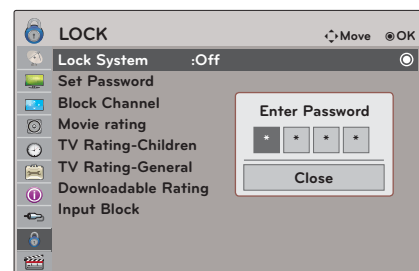 LOCK
Move OK
Lock System :Off
Set Password
Block Channel
Movie rating
TV Rating-Children
TV Rating-General
Downloadable Rating
Input Block
Enter Password
* * * *
Close